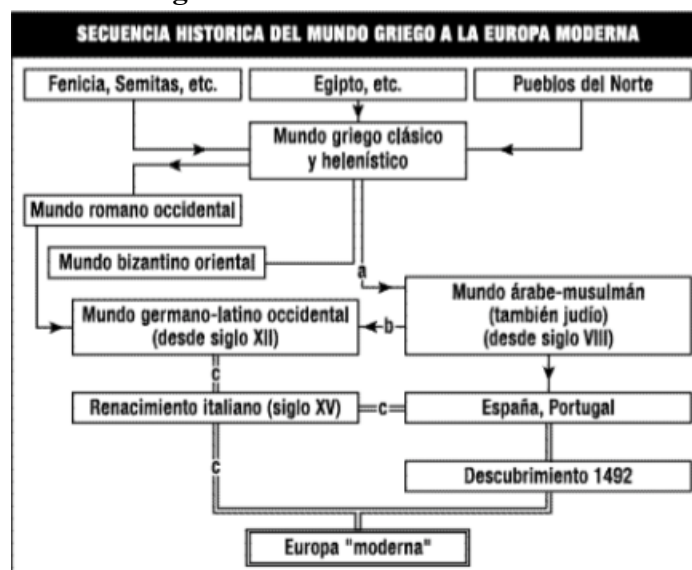 SECUENCIA HISTORICA DEL MUNDO GRIEGO A LA EUROPA MODERNA
Fenicia, Semitas, etc.
Egipto, etc.
Pueblos del Norte
Mundo griego clásico
y helenístico
Mundo romano occidental
Mundo bizantino oriental
a
Mundo árabe-musulmán
(también judío)
(desde siglo VIII)
Mundo germano-latino occidental
(desde siglo XII)
b
c
Renacimiento italiano (siglo XV)
c
España, Portugal
c
Descubrimiento 1492
Europa "moderna"